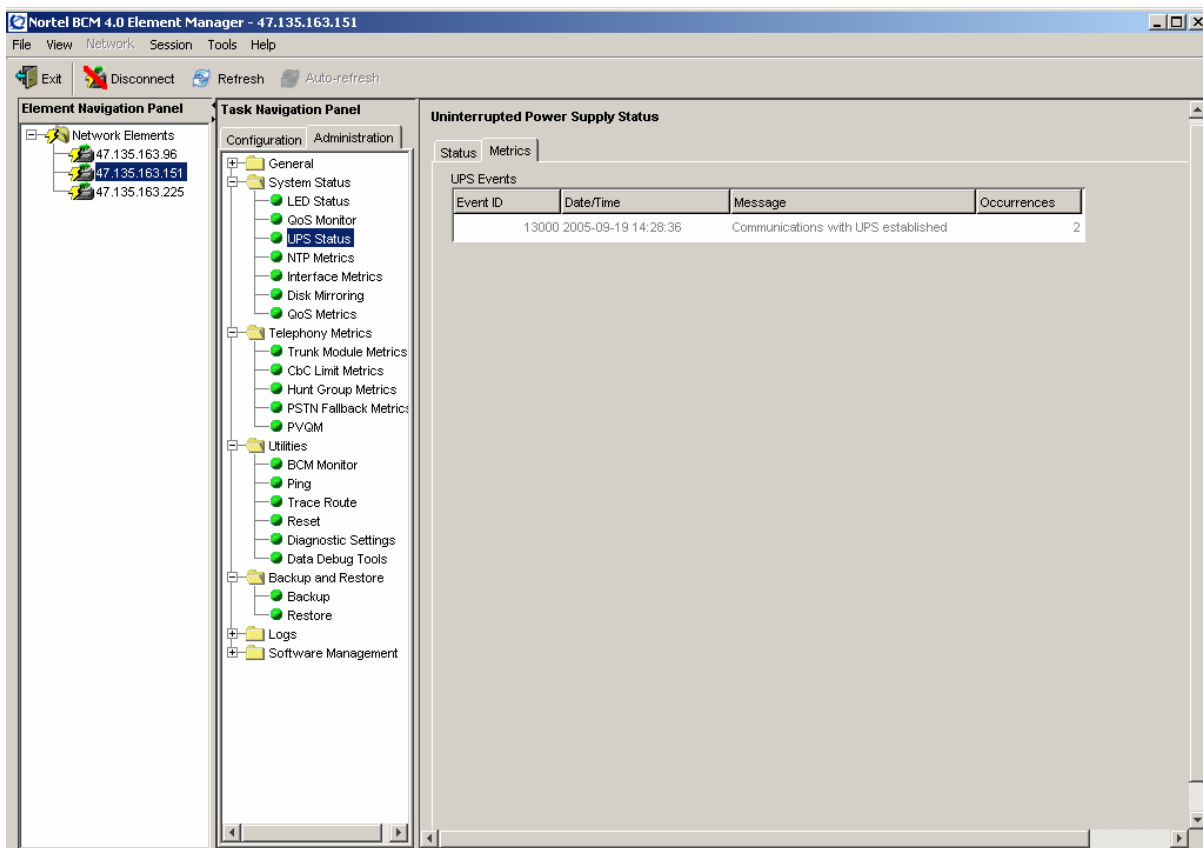 Nortel BCM 4.0 Element Manager - 47.135.163.151
File View Network Session Tools Help
Exit Disconnect Refresh Auto-refresh
Element Navigation Panel
Network Elements
47.135.163.96
47.135.163.151
47.135.163.225
Task Navigation Panel
Configuration Administration
General
System Status
LED Status
QoS Monitor
UPS Status
NTP Metrics
Interface Metrics
Disk Mirroring
QoS Metrics
Telephony Metrics
Trunk Module Metrics
CbC Limit Metrics
Hunt Group Metrics
PSTN Fallback Metrics
PVQM
Utilities
BCM Monitor
Ping
Trace Route
Reset
Diagnostic Settings
Data Debug Tools
Backup and Restore
Backup
Restore
Logs
Software Management
Uninterrupted Power Supply Status
Status Metrics
UPS Events
Event ID Date/Time Message Occurrences
13000 2005-09-19 14:28:36 Communications with UPS established 2